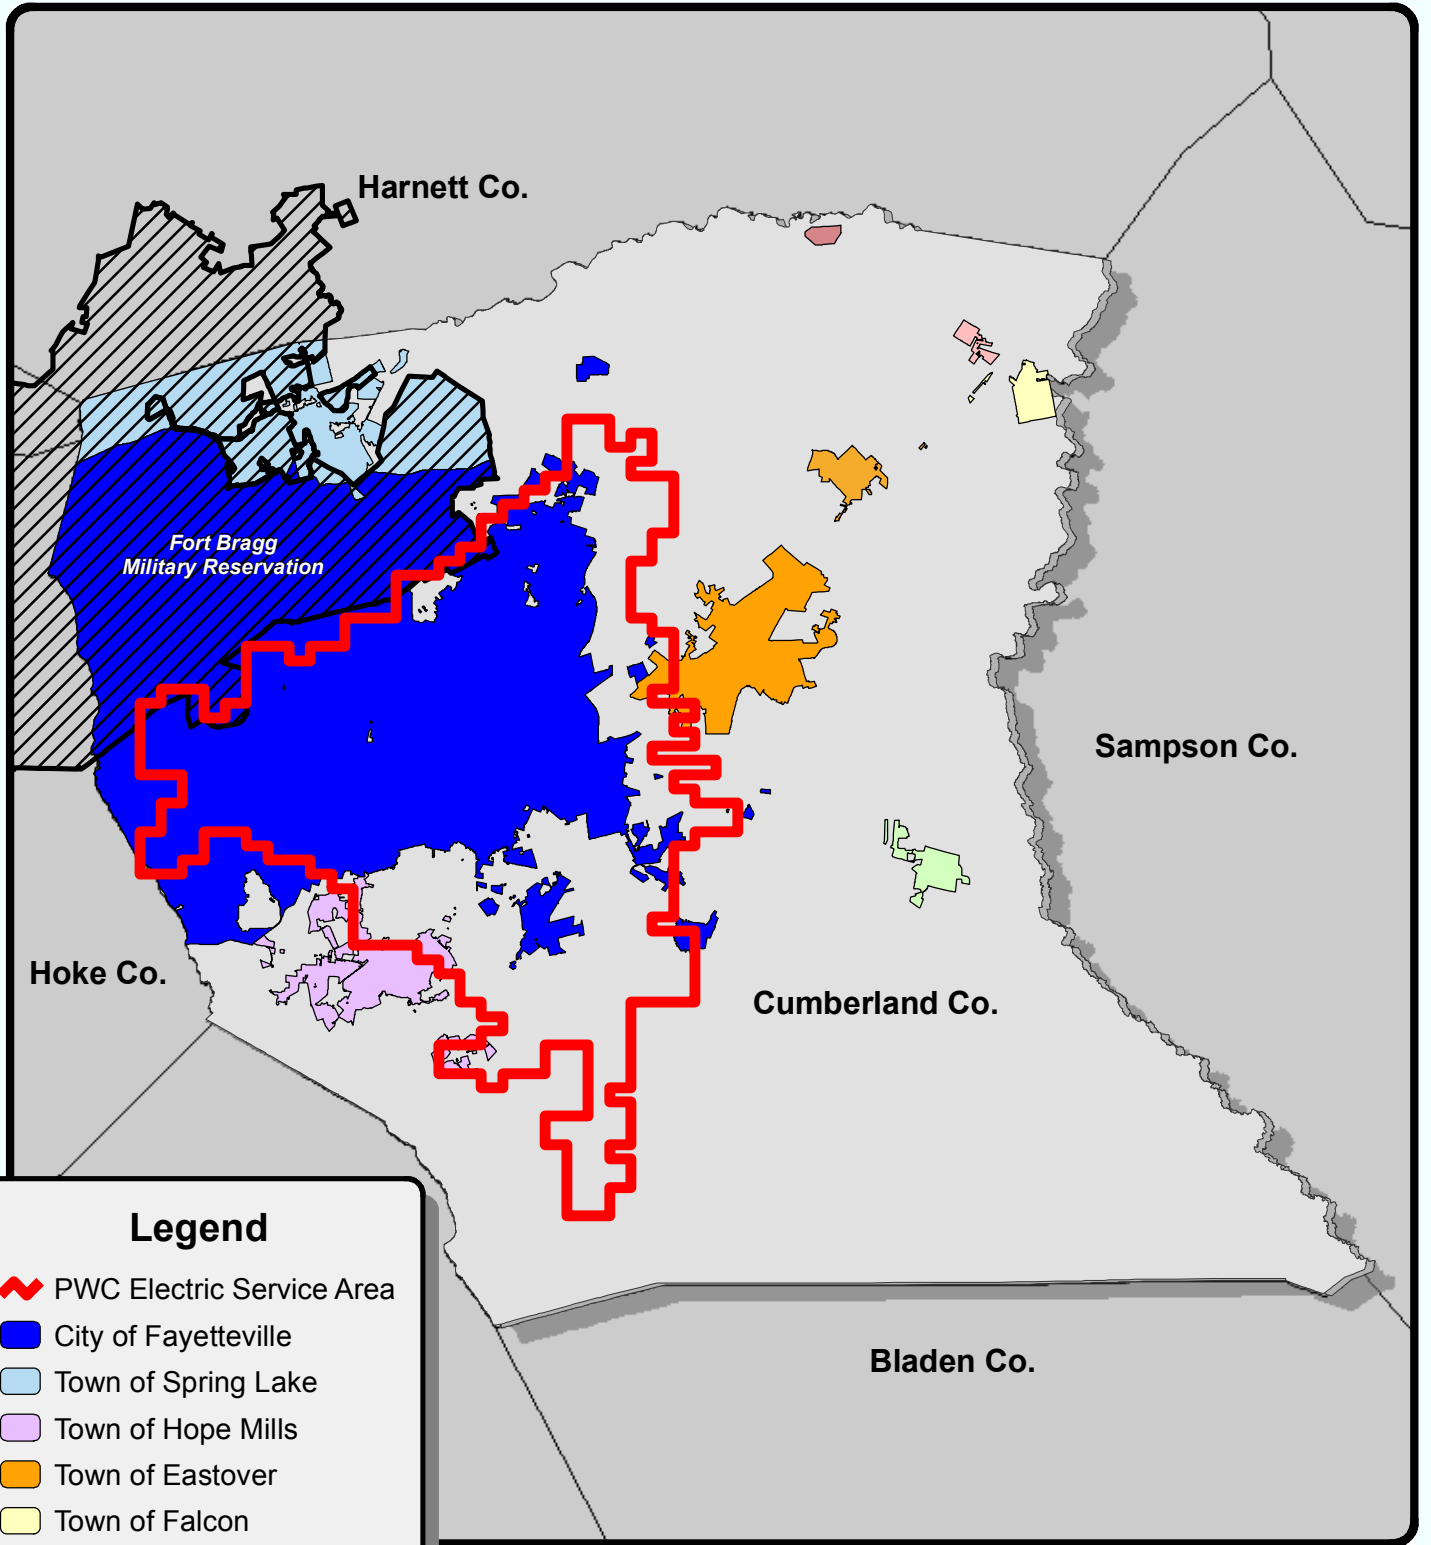 Harnett Co.
Fort Bragg
Military Reservation
Sampson Co.
Hoke Co.
Cumberland Co.
Bladen Co.
Legend
PWC Electric Service Area
City of Fayetteville
Town of Spring Lake
Town of Hope Mills
Town of Eastover
Town of Falcon